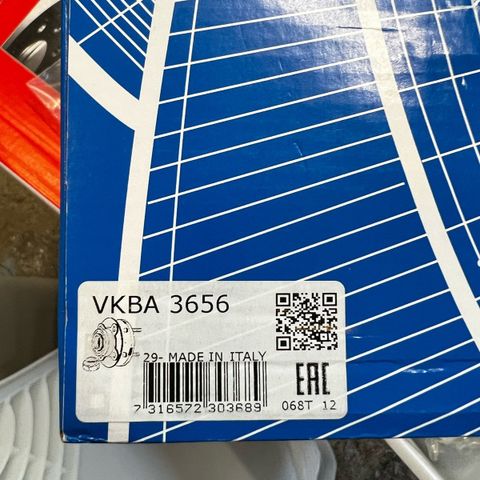 VKBA 3656
29- MADE IN ITALY
7 316572 303689
EAC
068T 12